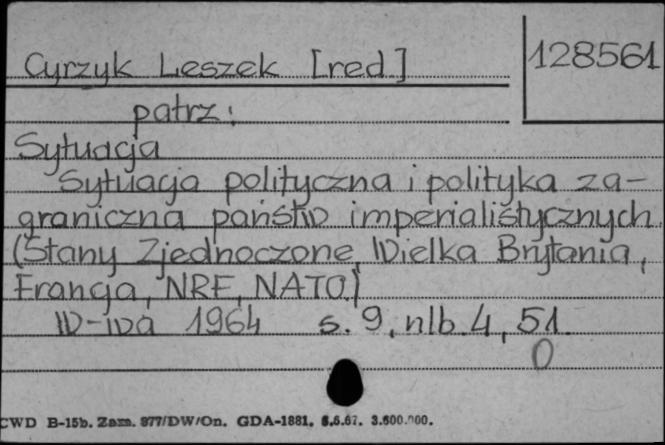 Cyrzyk Leszek [red.]
128561
patrz:
Sytuacja
Sytuacja polityczna i polityka za-
graniczna państw imperialistycznych.
(Stany Zjednoczone, Wielka Brytania,
Francja, NRF, NATO.)
W-wa 1964 s. 9, nlb. 4, 51.
0
CWD B-15b. Zam. 977/DW/On. GDA-1881. 6.5.67. 3.600.000.